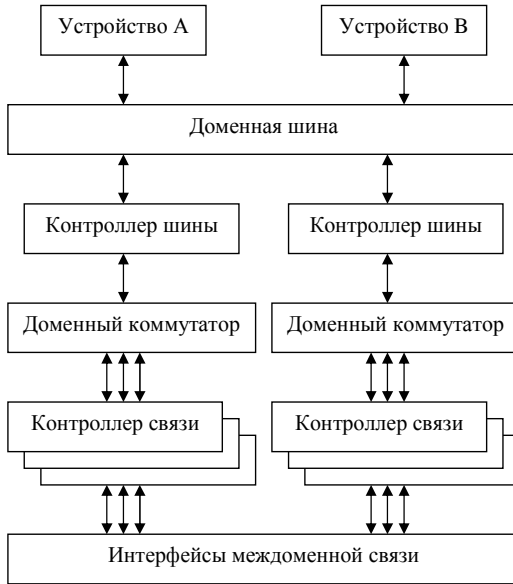 Устройство А
Устройство В
Доменная шина
Контроллер шины
Контроллер шины
Доменный коммутатор
Доменный коммутатор
Контроллер связи
Контроллер связи
Интерфейсы междоменной связи